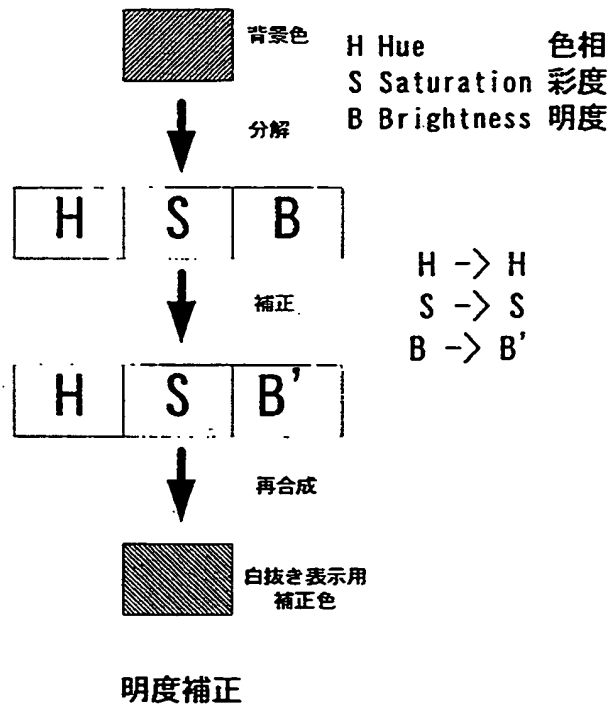 背景色
H Hue 色相
S Saturation 彩度
B Brightness 明度
分解
H S B
H -> H
S -> S
B -> B'
補正
H S B'
再合成
白抜き表示用
補正色
明度補正